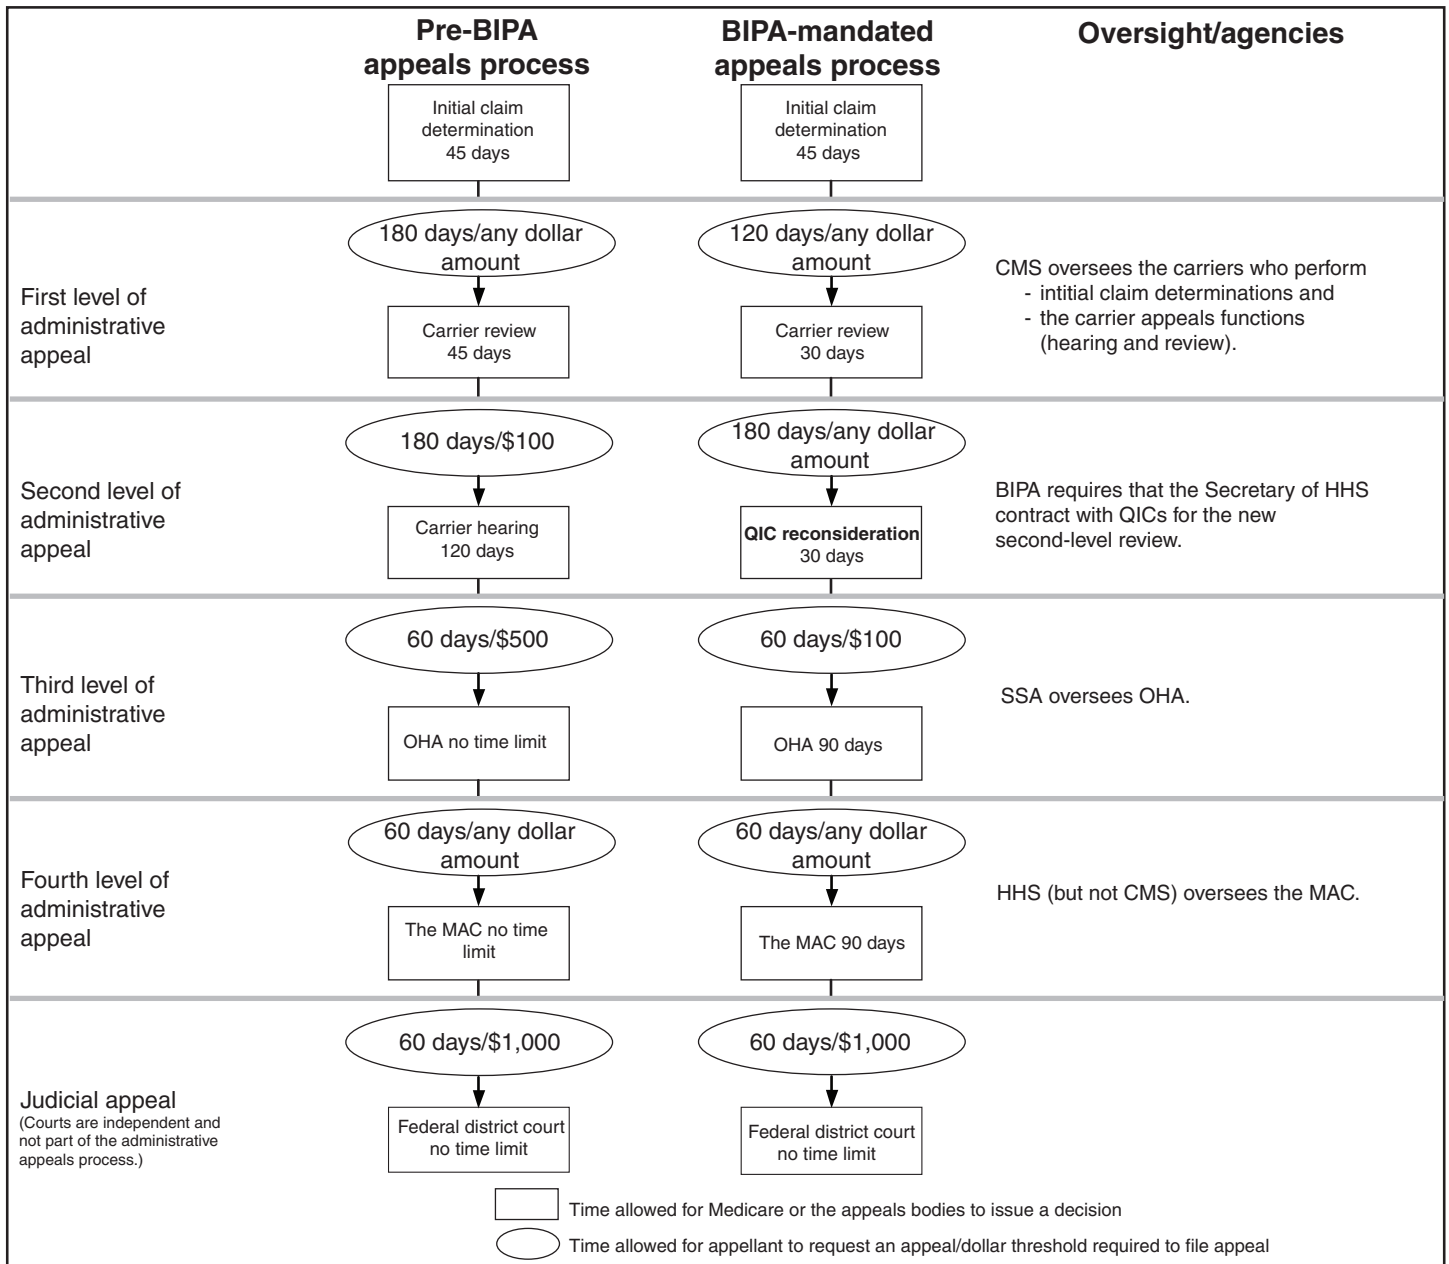 Pre-BIPA
appeals process
BIPA-mandated
appeals process
Oversight/agencies
Initial claim
determination
45 days
Initial claim
determination
45 days
First level of
administrative
appeal
180 days/any dollar
amount
Carrier review
45 days
120 days/any dollar
amount
Carrier review
30 days
CMS oversees the carriers who perform
- intitial claim determinations and
- the carrier appeals functions
(hearing and review).
Second level of
administrative
appeal
180 days/$100
Carrier hearing
120 days
180 days/any dollar
amount
QIC reconsideration
30 days
BIPA requires that the Secretary of HHS
contract with QICs for the new
second-level review.
Third level of
administrative
appeal
60 days/$500
OHA no time limit
60 days/$100
OHA 90 days
SSA oversees OHA.
Fourth level of
administrative
appeal
60 days/any dollar
amount
The MAC no time
limit
60 days/any dollar
amount
The MAC 90 days
HHS (but not CMS) oversees the MAC.
Judicial appeal
(Courts are independent and
not part of the administrative
appeals process.)
60 days/$1,000
Federal district court
no time limit
60 days/$1,000
Federal district court
no time limit
Time allowed for Medicare or the appeals bodies to issue a decision
Time allowed for appellant to request an appeal/dollar threshold required to file appeal